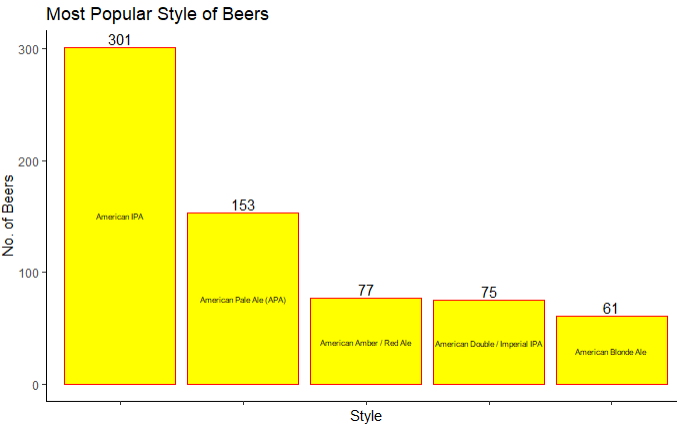 Most Popular Style of Beers
No. of Beers
300
200
100
0
301
153
77
75
61
American IPA
American Pale Ale (APA)
American Amber / Red Ale
American Double / Imperial IPA
American Blonde Ale
Style